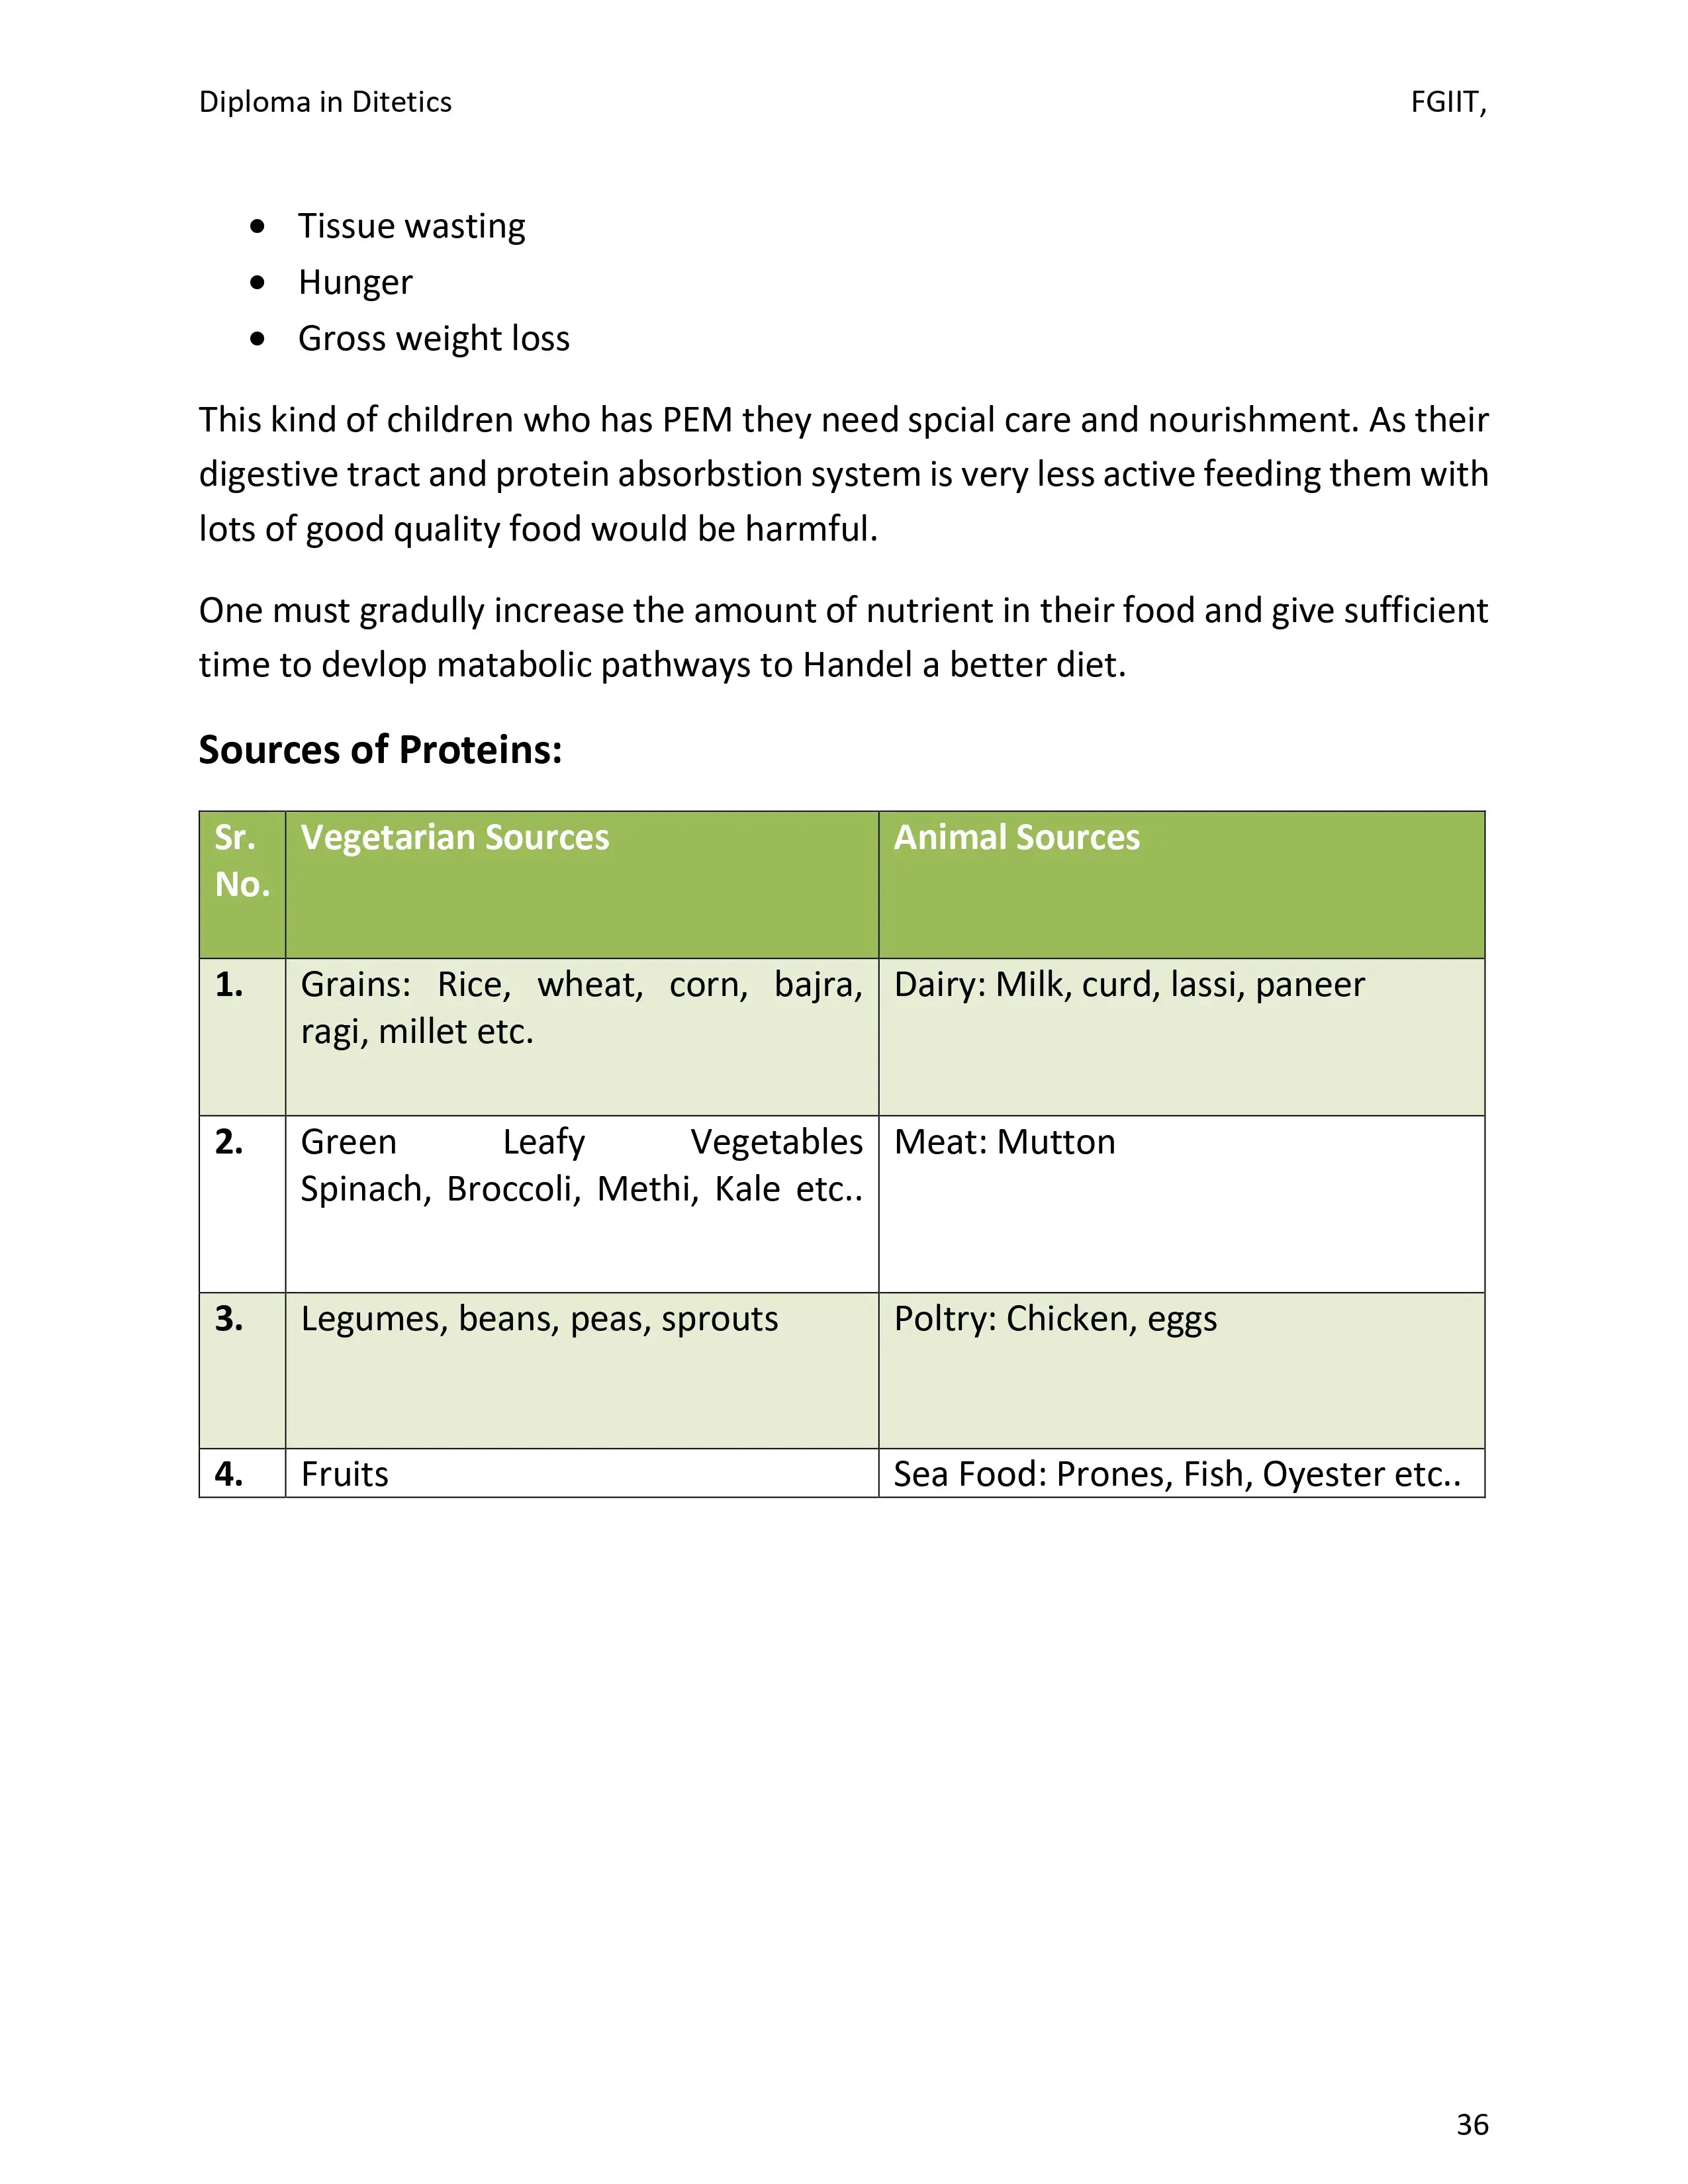 Diploma in Ditetics FGIIT,
• Tissue wasting
• Hunger
• Gross weight loss
This kind of children who has PEM they need spcial care and nourishment. As their
digestive tract and protein absorbstion system is very less active feeding them with
lots of good quality food would be harmful.
One must gradully increase the amount of nutrient in their food and give sufficient
time to devlop matabolic pathways to Handel a better diet.
Sources of Proteins:
Sr. Vegetarian Sources Animal Sources
No.
1. Grains: Rice, wheat, corn, bajra, Dairy: Milk, curd, lassi, paneer
ragi, millet etc.
2. Green Leafy Vegetables Meat: Mutton
Spinach, Broccoli, Methi, Kale etc..
3. Legumes, beans, peas, sprouts Poltry: Chicken, eggs
4. Fruits Sea Food: Prones, Fish, Oyester etc..
36